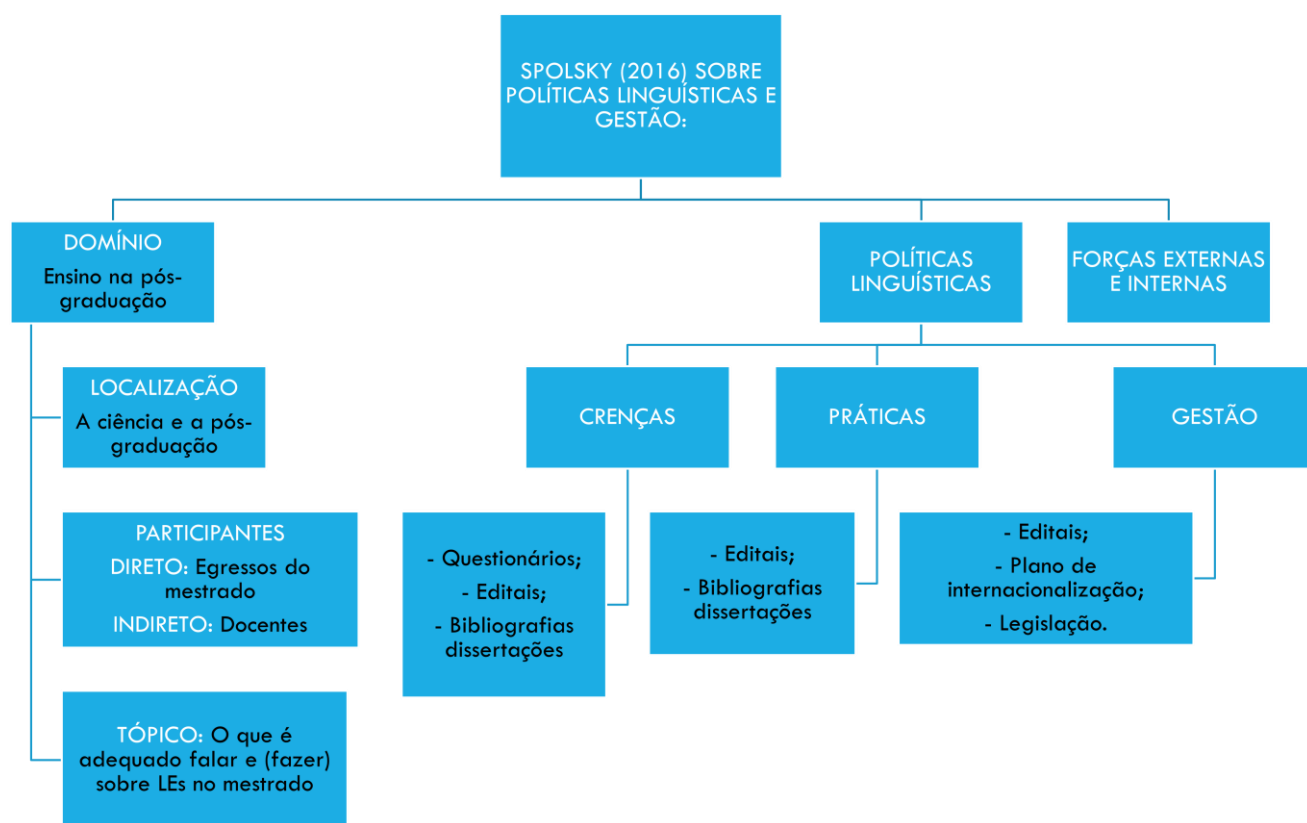 SPOLSKY (2016) SOBRE
POLÍTICAS LINGUÍSTICAS E
GESTÃO:
DOMÍNIO
Ensino na pós-
graduação
LOCALIZAÇÃO
A ciência e a pós-
graduação
PARTICIPANTES
DIRETO: Egressos do
mestrado
INDIRETO: Docentes
TÓPICO: O que é
adequado falar e (fazer)
sobre LEs no mestrado
POLÍTICAS
LINGUÍSTICAS
CRENÇAS
- Questionários;
- Editais;
- Bibliografias
dissertações
PRÁTICAS
- Editais;
- Bibliografias
dissertações
GESTÃO
- Editais;
- Plano de
internacionalização;
- Legislação.
FORÇAS EXTERNAS
E INTERNAS